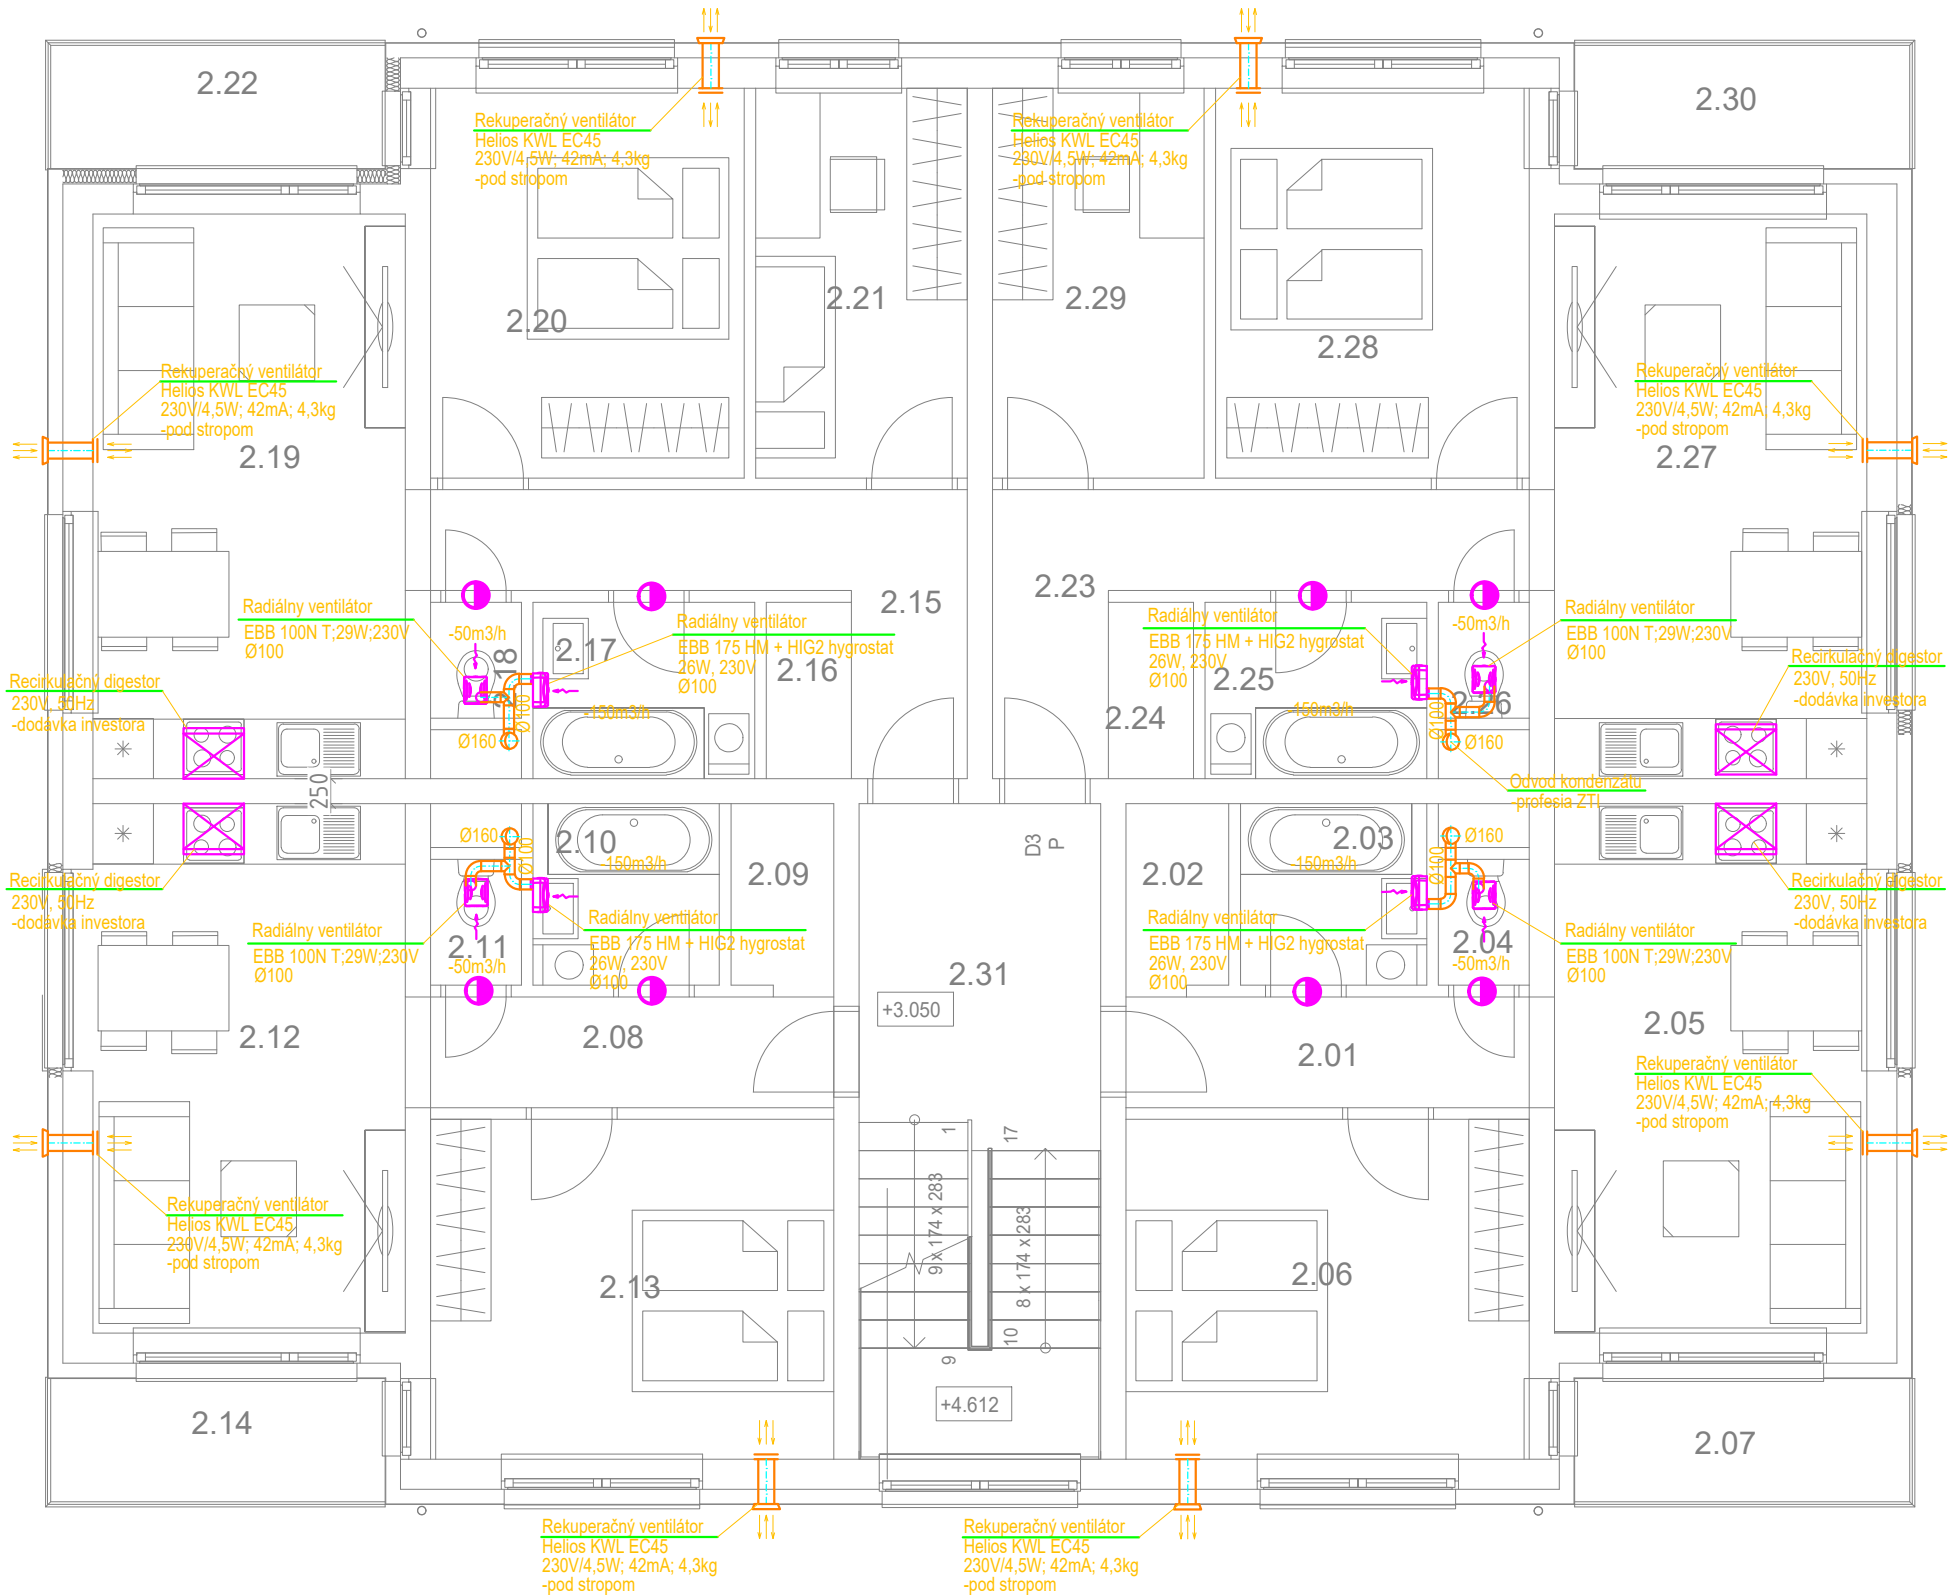 2.22
2.30
Rekuperačný ventilátor
Helios KWL EC45
230V/4,5W; 42mA; 4,3kg
-pod stropom
Rekuperačný ventilátor
Helios KWL EC45
230V/4,5W; 42mA; 4,3kg
-pod stropom
2.20
2.21
2.29
2.28
Rekuperačný ventilátor
Helios KWL EC45
230V/4,5W; 42mA; 4,3kg
-pod stropom
2.19
Rekuperačný ventilátor
Helios KWL EC45
230V/4,5W; 42mA; 4,3kg
-pod stropom
2.27
2.15
2.23
Radiálny ventilátor
EBB 100N T;29W;230V
Ø100
-50m3/h
2.18
2.17
Radiálny ventilátor
EBB 175 HM + HIG2 hygrostat
26W, 230V
Ø100
2.16
-150m3/h
Ø100
Ø160
Radiálny ventilátor
EBB 175 HM + HIG2 hygrostat
26W, 230V
Ø100
2.25
2.24
-150m3/h
-50m3/h
2.26
Ø100
Ø160
Radiálny ventilátor
EBB 100N T;29W;230V
Ø100
Recirkulačný digestor
230V, 50Hz
-dodávka investora
Recirkulačný digestor
230V, 50Hz
-dodávka investora
Odvod kondenzátu
-profesia ZTI
250
Ø160
Ø100
2.10
-150m3/h
2.09
D3
P
2.02
2.03
-150m3/h
Ø100
Ø160
Recirkulačný digestor
230V, 50Hz
-dodávka investora
Recirkulačný digestor
230V, 50Hz
-dodávka investora
Radiálny ventilátor
EBB 100N T;29W;230V
Ø100
2.11
-50m3/h
Radiálny ventilátor
EBB 175 HM + HIG2 hygrostat
26W, 230V
Ø100
2.31
+3.050
Radiálny ventilátor
EBB 175 HM + HIG2 hygrostat
26W, 230V
Ø100
2.04
-50m3/h
Radiálny ventilátor
EBB 100N T;29W;230V
Ø100
2.12
2.08
2.01
2.05
Rekuperačný ventilátor
Helios KWL EC45
230V/4,5W; 42mA; 4,3kg
-pod stropom
1
17
9 x 174 x 283
8 x 174 x 283
10
9
Rekuperačný ventilátor
Helios KWL EC45
230V/4,5W; 42mA; 4,3kg
-pod stropom
2.13
2.06
+4.612
2.14
2.07
Rekuperačný ventilátor
Helios KWL EC45
230V/4,5W; 42mA; 4,3kg
-pod stropom
Rekuperačný ventilátor
Helios KWL EC45
230V/4,5W; 42mA; 4,3kg
-pod stropom